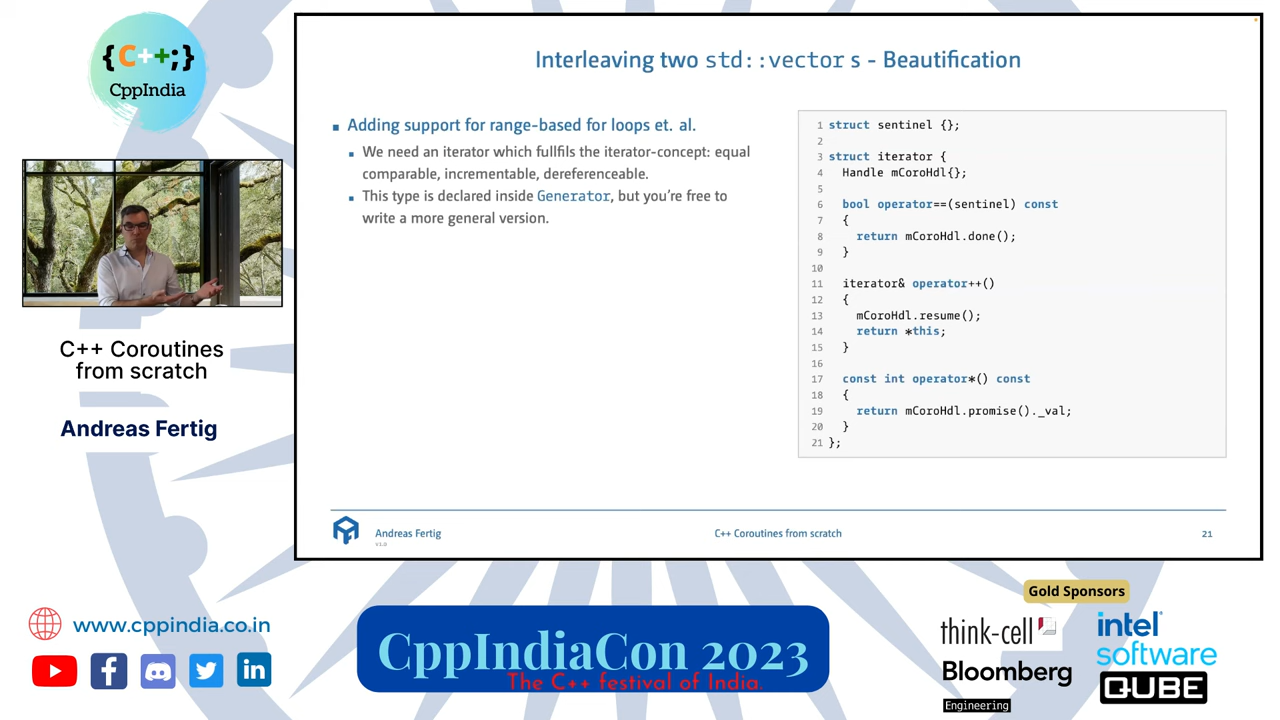 {C++;}
CppIndia
C++ Coroutines
from scratch
Andreas Fertig
Interleaving two std::vector s - Beautification
▪ Adding support for range-based for loops et. al.
▪ We need an iterator which fullfils the iterator-concept: equal
comparable, incrementable, dereferenceable.
▪ This type is declared inside Generator, but you're free to
write a more general version.
1 struct sentinel {};
2
3 struct iterator {
4   Handle mCoroHdl{};
5
6   bool operator==(sentinel) const
7   {
8     return mCoroHdl.done();
9   }
10
11   iterator& operator++()
12   {
13     mCoroHdl.resume();
14     return *this;
15   }
16
17   const int operator*() const
18   {
19     return mCoroHdl.promise()._val;
20   }
21 };
Andreas Fertig
v1.0
C++ Coroutines from scratch
21
www.cppindia.co.in
CppIndiaCon 2023
The C++ festival of India.
Gold Sponsors
think-cell
intel
software
Bloomberg
Engineering
QUBE